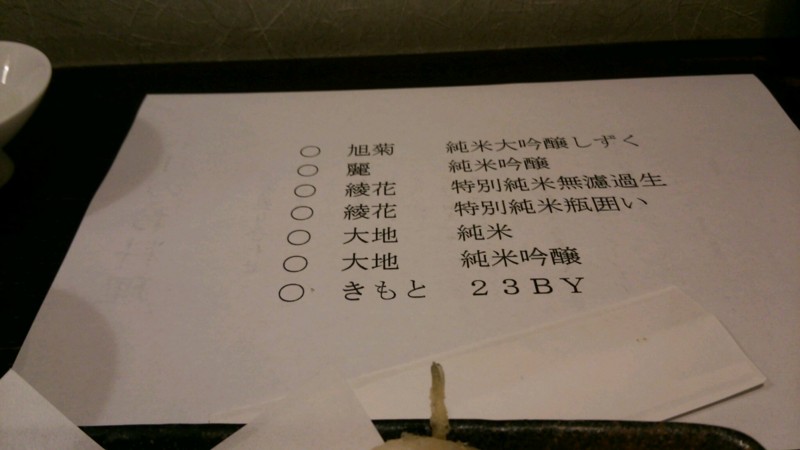 ○ 旭菊 純米大吟醸しずく
○ 麗 純米吟醸
○ 綾花 特別純米無濾過生
○ 綾花 特別純米瓶囲い
○ 大地 純米
○ 大地 純米吟醸
○ きもと 23BY